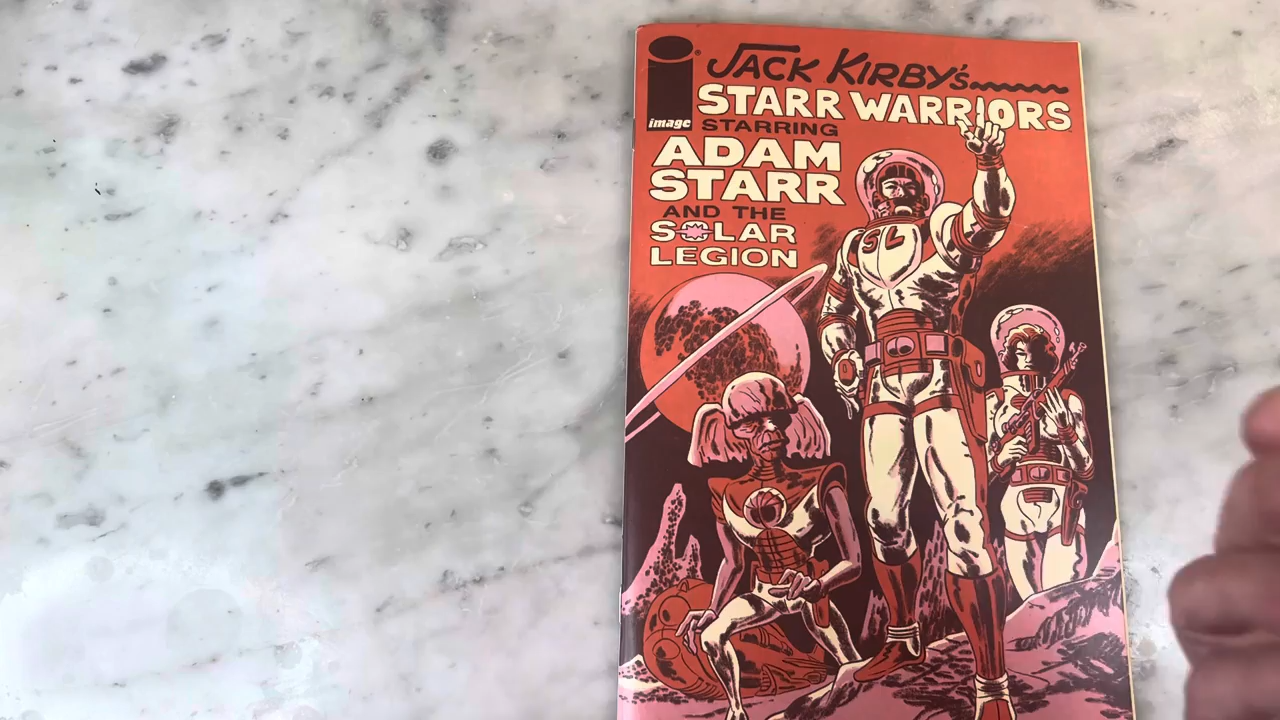 JACK KIRBY'S
STARR WARRIORS
image
STARRING
ADAM
STARR
AND THE
SOLAR
LEGION
SL